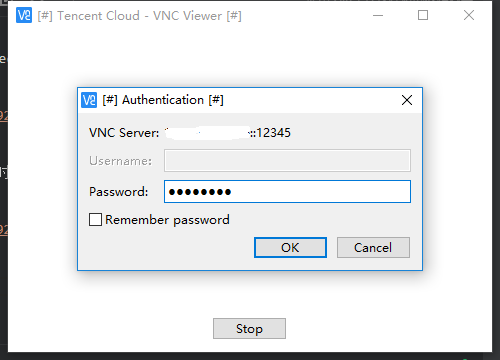 [#] Tencent Cloud - VNC Viewer [#]
[#] Authentication [#]
VNC Server: ::12345
Username:
Password: ●●●●●●●●
Remember password
OK Cancel
Stop